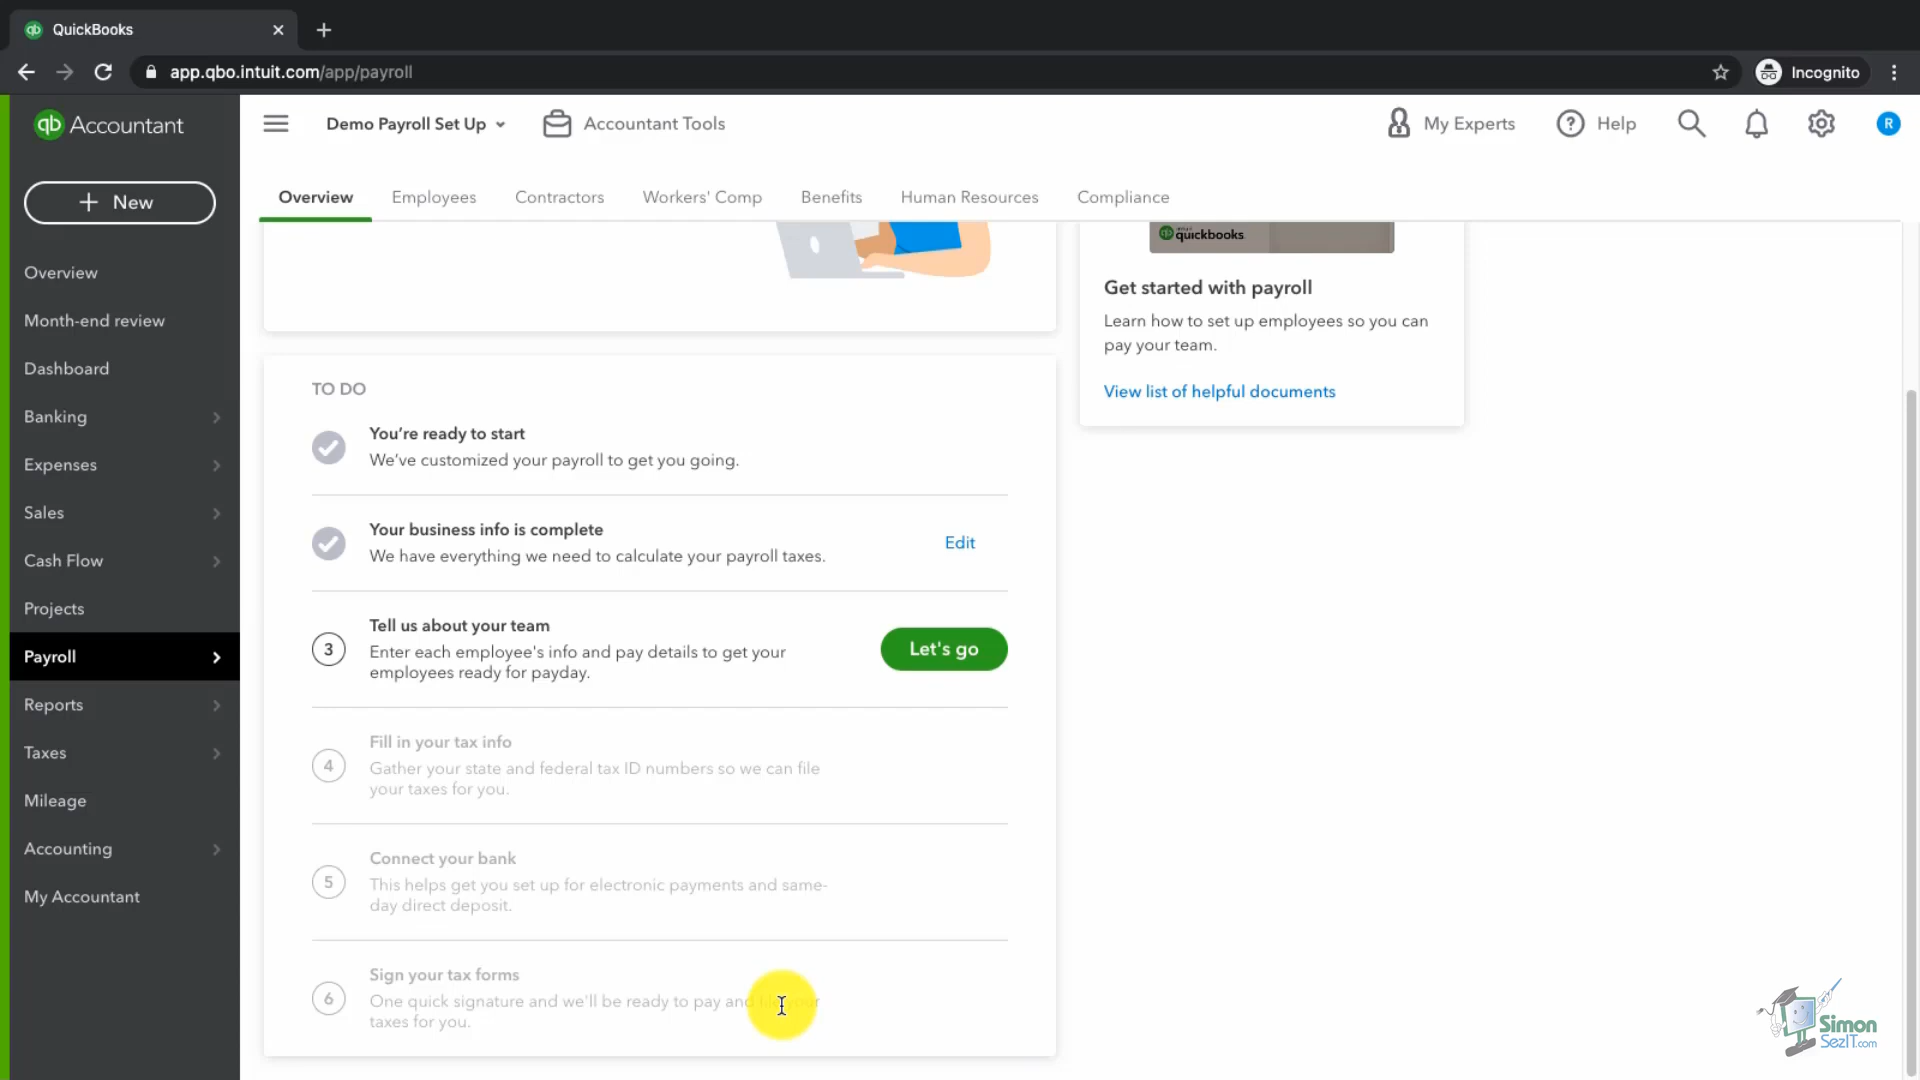 QuickBooks
app.qbo.intuit.com/app/payroll
Incognito
qb Accountant
Demo Payroll Set Up
Accountant Tools
My Experts
Help
R
+ New
Overview
Employees
Contractors
Workers' Comp
Benefits
Human Resources
Compliance
Overview
Month-end review
Dashboard
Banking
Expenses
Sales
Cash Flow
Projects
Payroll
Reports
Taxes
Mileage
Accounting
My Accountant
TO DO
You're ready to start
We've customized your payroll to get you going.
Your business info is complete
We have everything we need to calculate your payroll taxes.
Edit
3
Tell us about your team
Enter each employee's info and pay details to get your
employees ready for payday.
Let's go
4
Fill in your tax info
Gather your state and federal tax ID numbers so we can file
your taxes for you.
5
Connect your bank
This helps get you set up for electronic payments and same-
day direct deposit.
6
Sign your tax forms
One quick signature and we'll be ready to pay and your
taxes for you.
quickbooks
Get started with payroll
Learn how to set up employees so you can
pay your team.
View list of helpful documents
Simon
SezIT.com